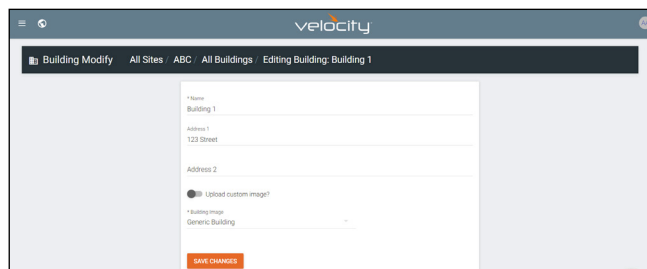 velocity
Building Modify All Sites / ABC / All Buildings / Editing Building: Building 1
* Name
Building 1
Address 1
123 Street
Address 2
Upload custom image?
* Building Image
Generic Building
SAVE CHANGES